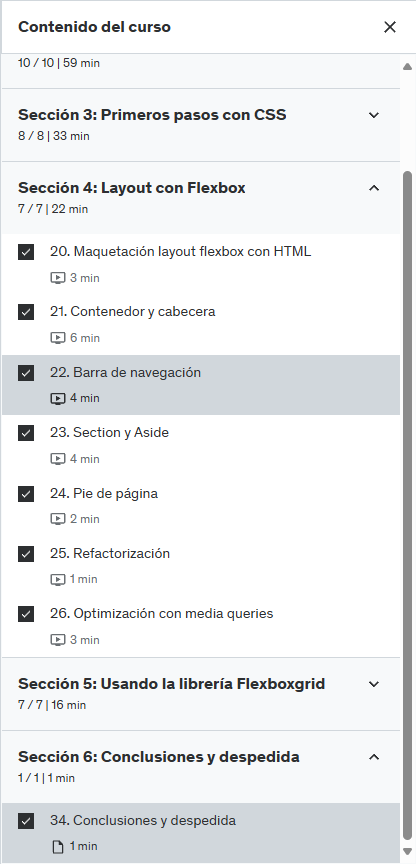 Contenido del curso
10 / 10 | 59 min
Sección 3: Primeros pasos con CSS
8 / 8 | 33 min
Sección 4: Layout con Flexbox
7 / 7 | 22 min
20. Maquetación layout flexbox con HTML
3 min
21. Contenedor y cabecera
6 min
22. Barra de navegación
4 min
23. Section y Aside
4 min
24. Pie de página
2 min
25. Refactorización
1 min
26. Optimización con media queries
3 min
Sección 5: Usando la librería Flexboxgrid
7 / 7 | 16 min
Sección 6: Conclusiones y despedida
1 / 1 | 1 min
34. Conclusiones y despedida
1 min